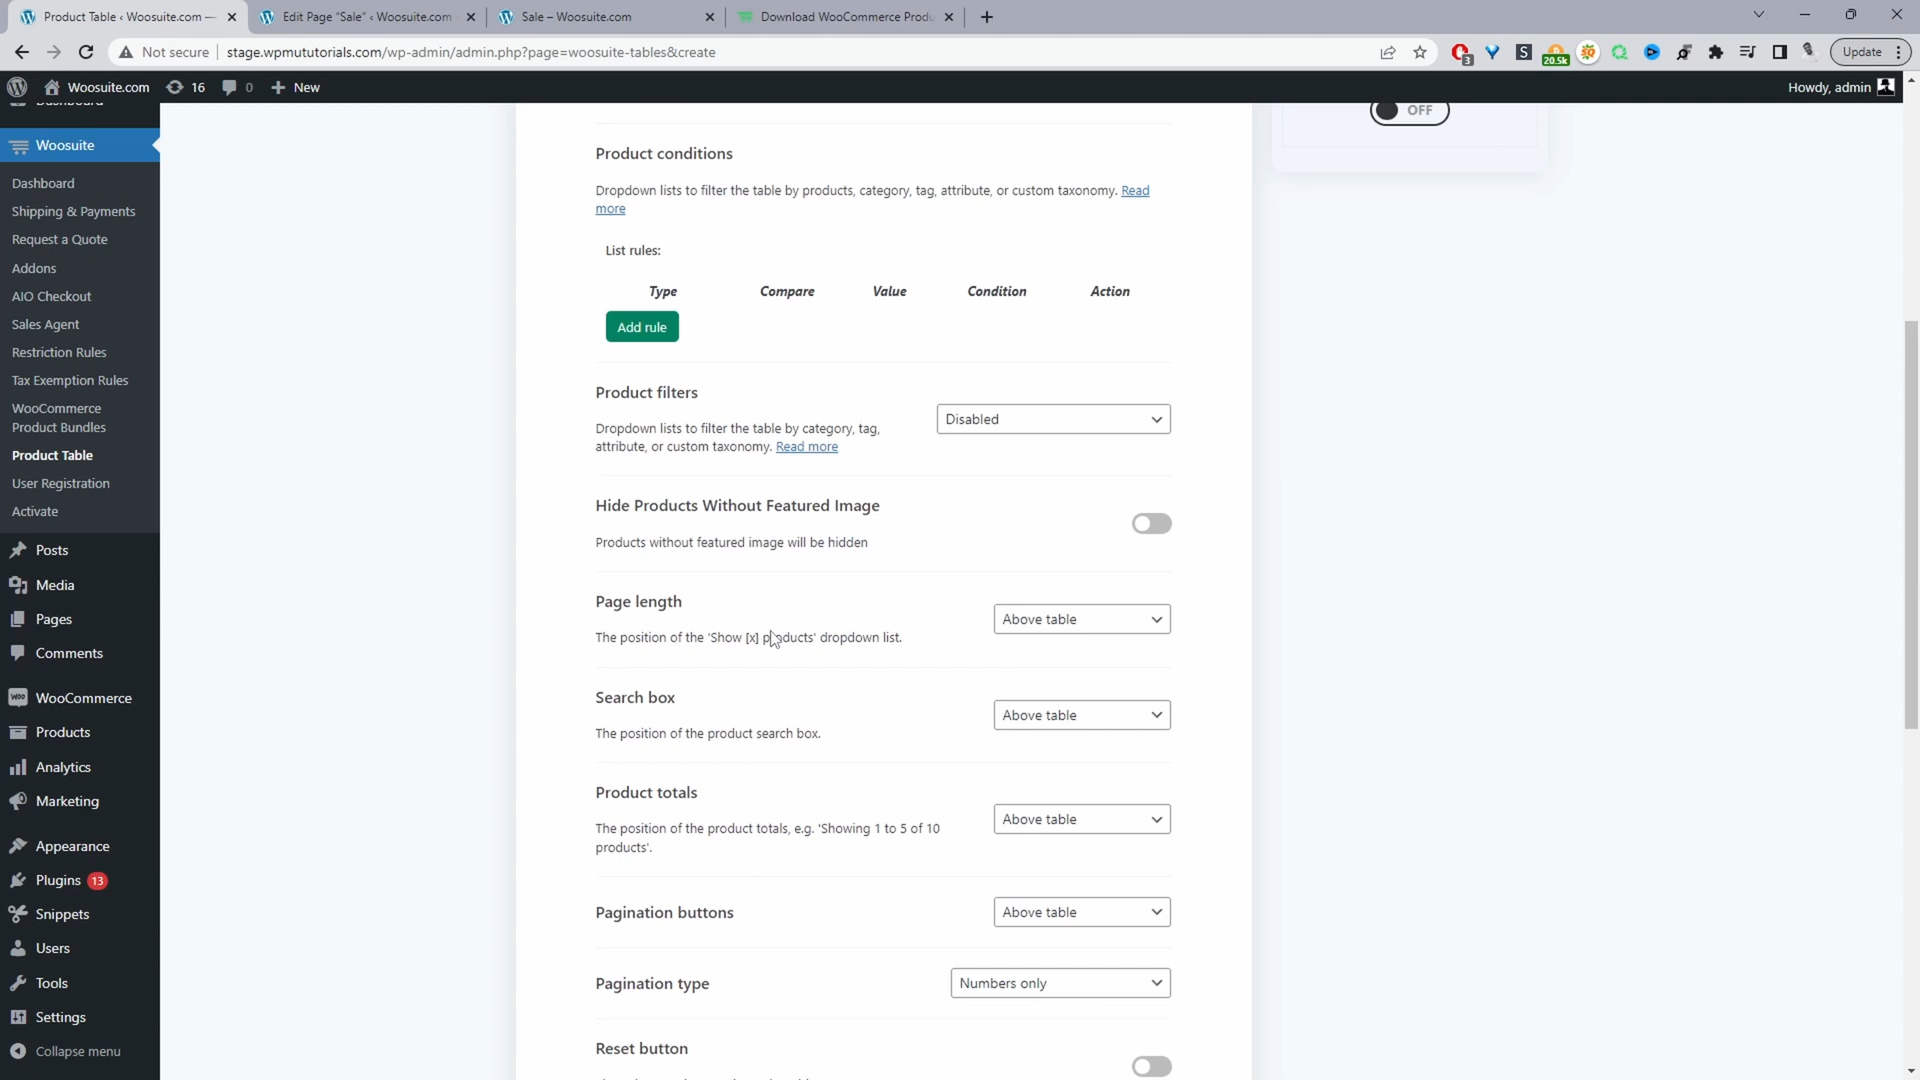 Product Table ‹ Woosuite.com —
Edit Page “Sale” ‹ Woosuite.com
Sale – Woosuite.com
Download WooCommerce Produ
Not secure
stage.wpmututorials.com/wp-admin/admin.php?page=woosuite-tables&create
3
20.5k
Update
Woosuite.com
16
0
New
Howdy, admin
Dashboard
Woosuite
Dashboard
Shipping & Payments
Request a Quote
Addons
AIO Checkout
Sales Agent
Restriction Rules
Tax Exemption Rules
WooCommerce
Product Bundles
Product Table
User Registration
Activate
Posts
Media
Pages
Comments
WooCommerce
Products
Analytics
Marketing
Appearance
Plugins 13
Snippets
Users
Tools
Settings
Collapse menu
OFF
Product conditions
Dropdown lists to filter the table by products, category, tag, attribute, or custom taxonomy. Read
more
List rules:
Type Compare Value Condition Action
Add rule
Product filters
Disabled
Dropdown lists to filter the table by category, tag,
attribute, or custom taxonomy. Read more
Hide Products Without Featured Image
Products without featured image will be hidden
Page length
Above table
The position of the 'Show [x] products' dropdown list.
Search box
Above table
The position of the product search box.
Product totals
Above table
The position of the product totals, e.g. 'Showing 1 to 5 of 10
products'.
Pagination buttons
Above table
Pagination type
Numbers only
Reset button